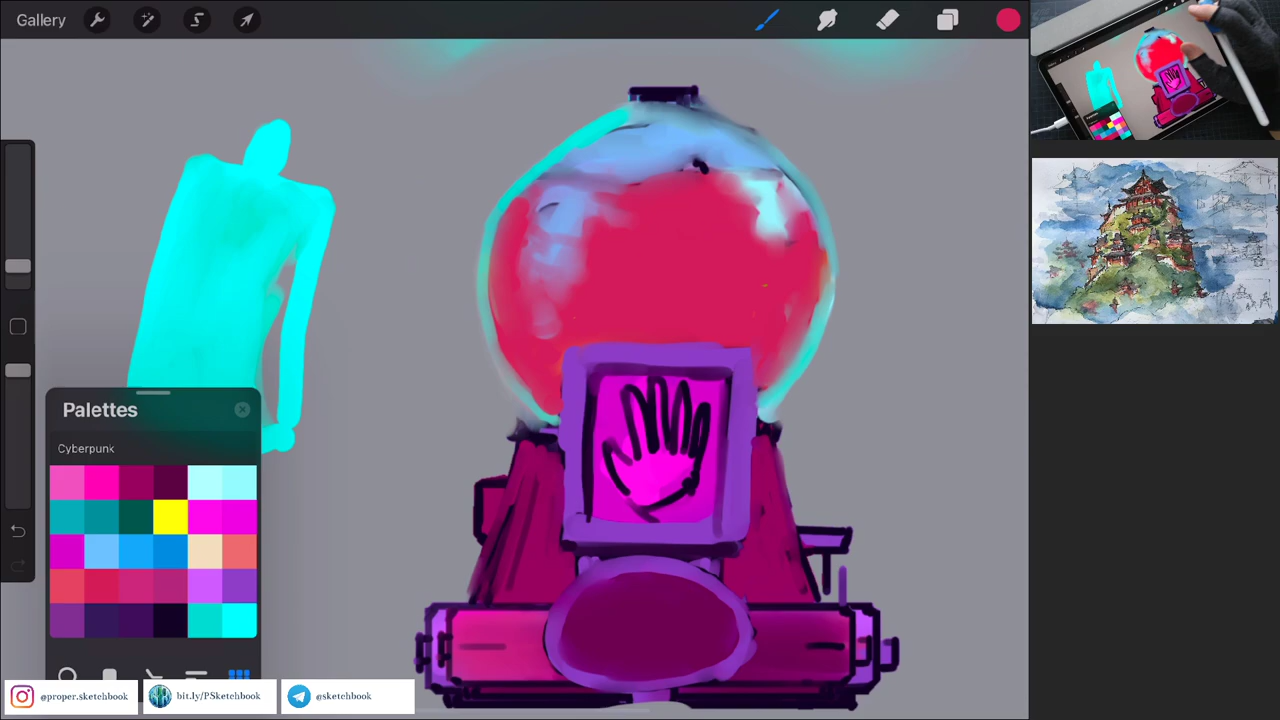 Gallery
Palettes
Cyberpunk
@proper.sketchbook
bit.ly/PSketchbook
@sketchbook